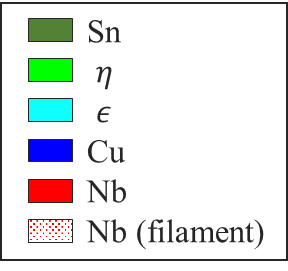 Sn
η
ϵ
Cu
Nb
Nb (filament)